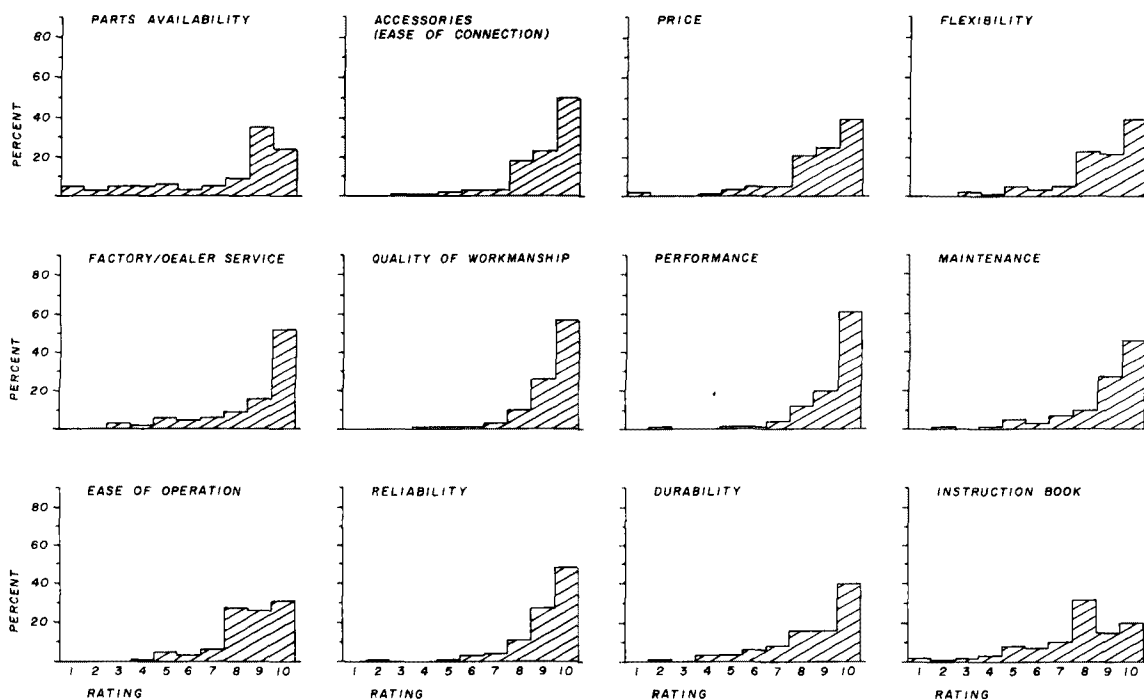 PARTS AVAILABILITY
ACCESSORIES
(EASE OF CONNECTION)
PRICE
FLEXIBILITY
80
60
40
20
PERCENT
FACTORY/DEALER SERVICE
QUALITY OF WORKMANSHIP
PERFORMANCE
MAINTENANCE
80
60
40
20
PERCENT
EASE OF OPERATION
RELIABILITY
DURABILITY
INSTRUCTION BOOK
80
60
40
20
PERCENT
1 2 3 4 5 6 7 8 9 10
1 2 3 4 5 6 7 8 9 10
1 2 3 4 5 6 7 8 9 10
1 2 3 4 5 6 7 8 9 10
RATING
RATING
RATING
RATING